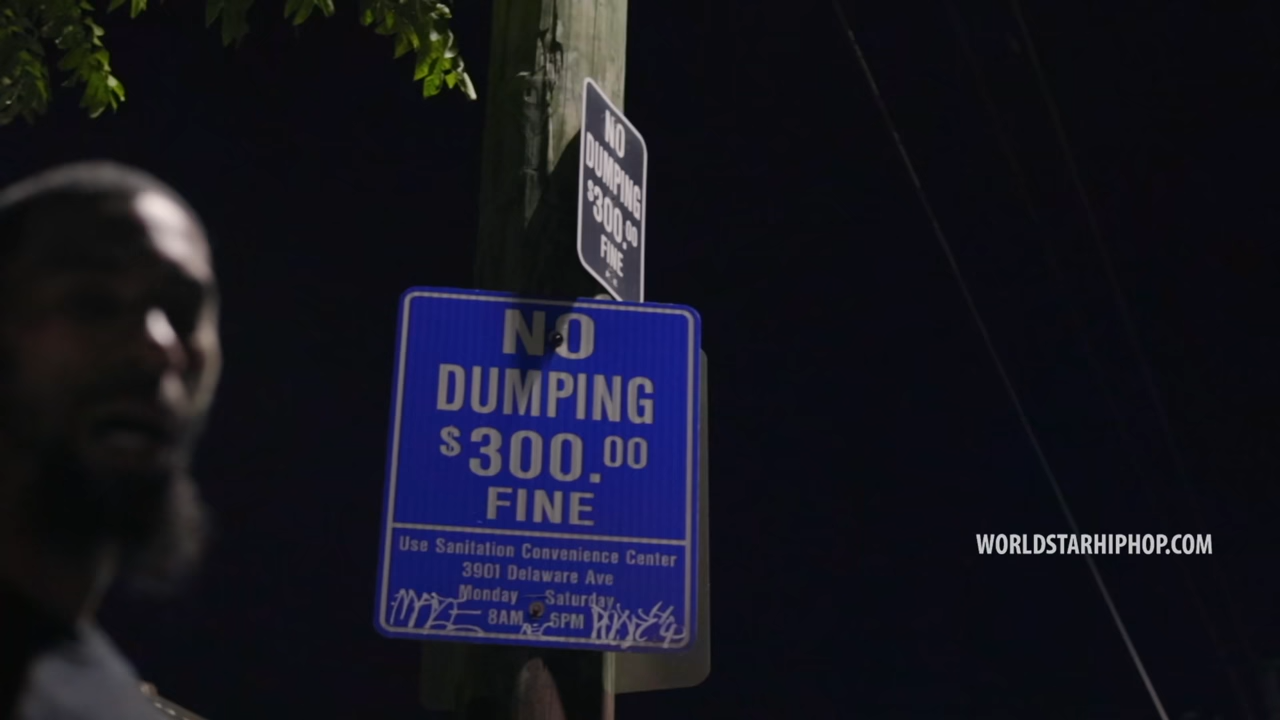 NO
DUMPING
$300.00
FINE
NO
DUMPING
$300.00
FINE
Use Sanitation Convenience Center
3901 Delaware Ave
Monday - Saturday
8AM - 6PM
WORLDSTARHIPHOP.COM